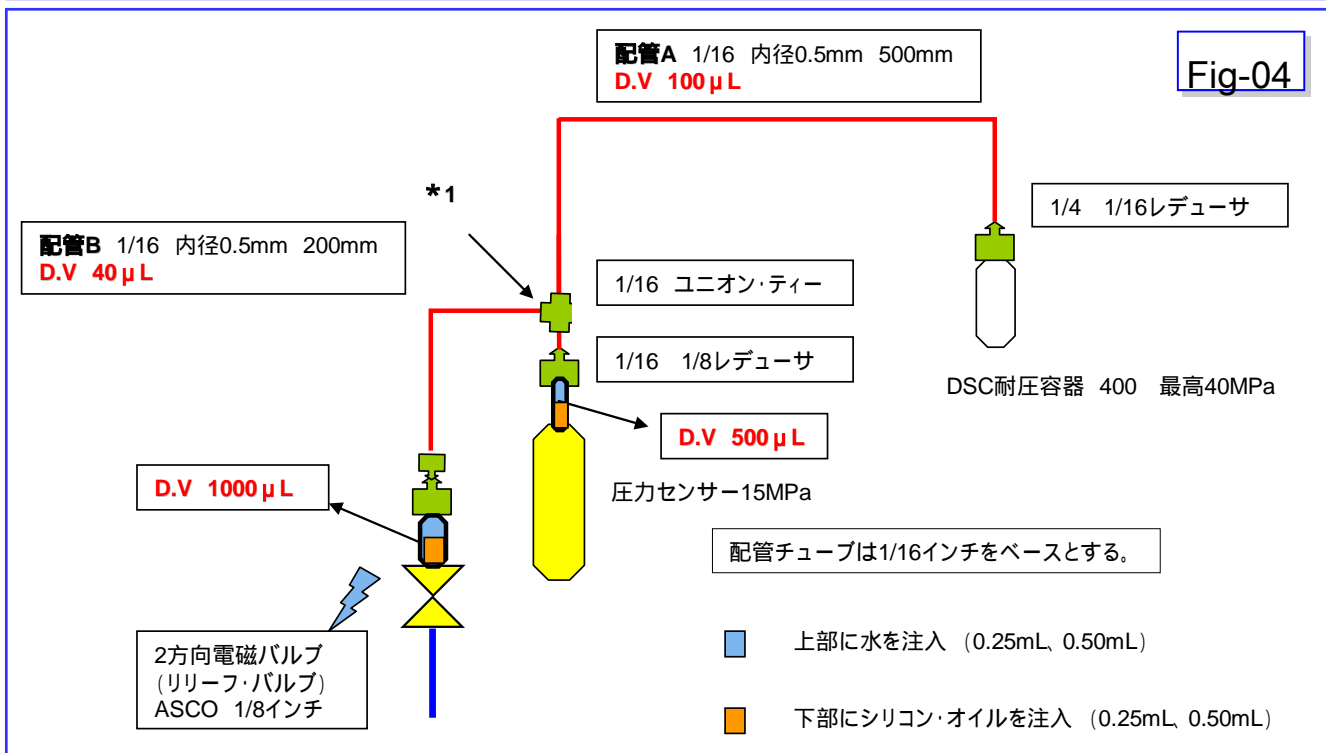 Fig-04
配管A 1/16 内径0.5mm 500mm
D.V 100μL
*1
配管B 1/16 内径0.5mm 200mm
D.V 40μL
1/4 1/16レデューサ
1/16 ユニオン・ティー
1/16 1/8レデューサ
DSC耐圧容器 400 最高40MPa
D.V 500μL
D.V 1000μL
圧力センサー15MPa
配管チューブは1/16インチをベースとする。
2方向電磁バルブ
(リリーフ・バルブ)
ASCO 1/8インチ
上部に水を注入 (0.25mL、0.50mL)
下部にシリコン・オイルを注入 (0.25mL、0.50mL)